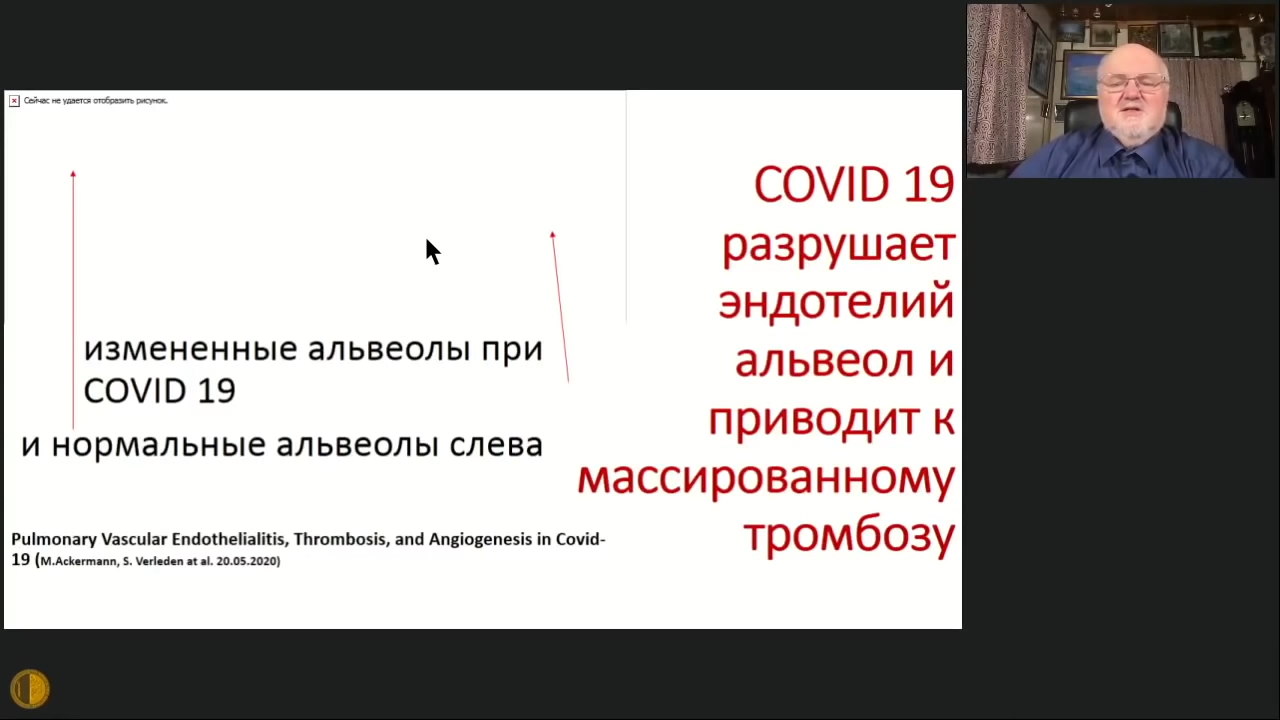 Сейчас не удается отобразить рисунок.
COVID 19
разрушает
эндотелий
альвеол и
приводит к
массированному
тромбозу
измененные альвеолы при
COVID 19
и нормальные альвеолы слева
Pulmonary Vascular Endothelialitis, Thrombosis, and Angiogenesis in Covid-
19 (M.Ackermann, S. Verleden at al. 20.05.2020)